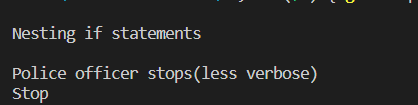 Nesting if statements
Police officer stops(less verbose)
Stop